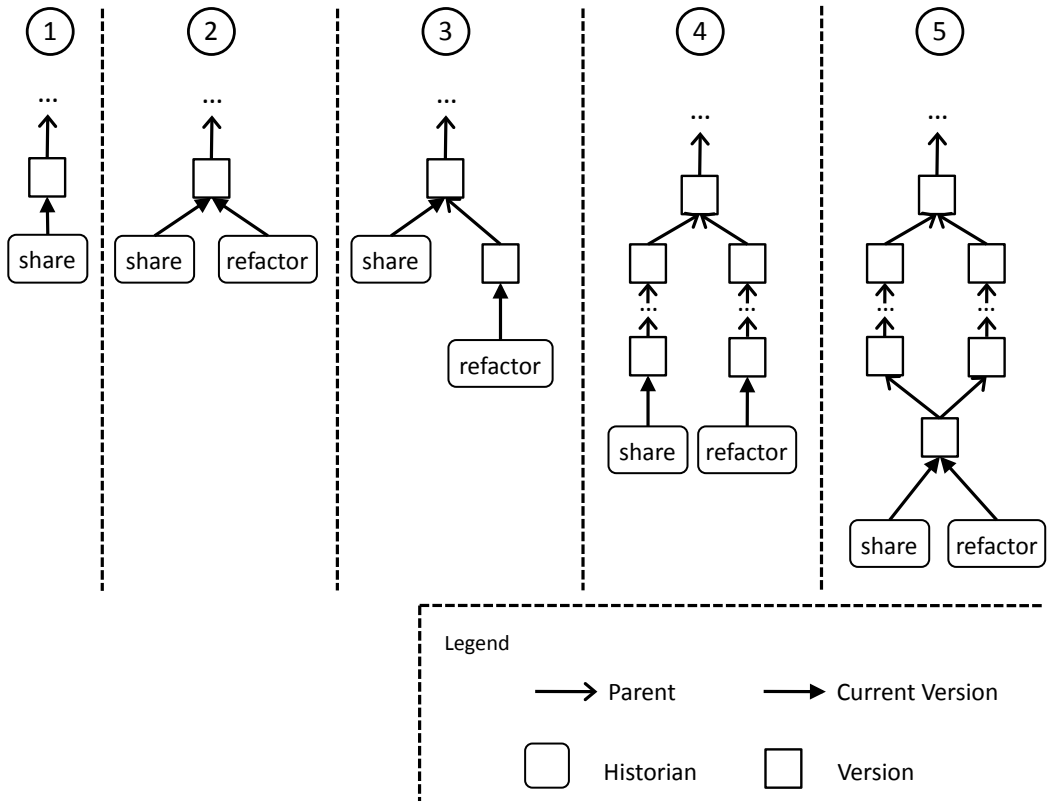 1
2
3
4
5
...
...
...
...
...
share
share
refactor
share
refactor
...
...
share
refactor
...
...
share
refactor
Legend
Parent
Current Version
Historian
Version